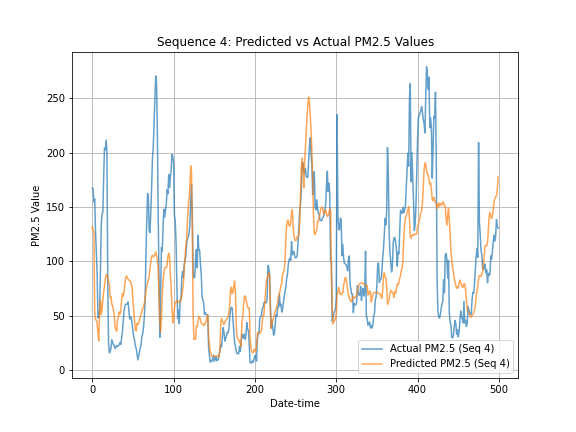 Sequence 4: Predicted vs Actual PM2.5 Values
PM2.5 Value
250
200
150
100
50
0
0 100 200 300 400 500
Date-time
Actual PM2.5 (Seq 4)
Predicted PM2.5 (Seq 4)